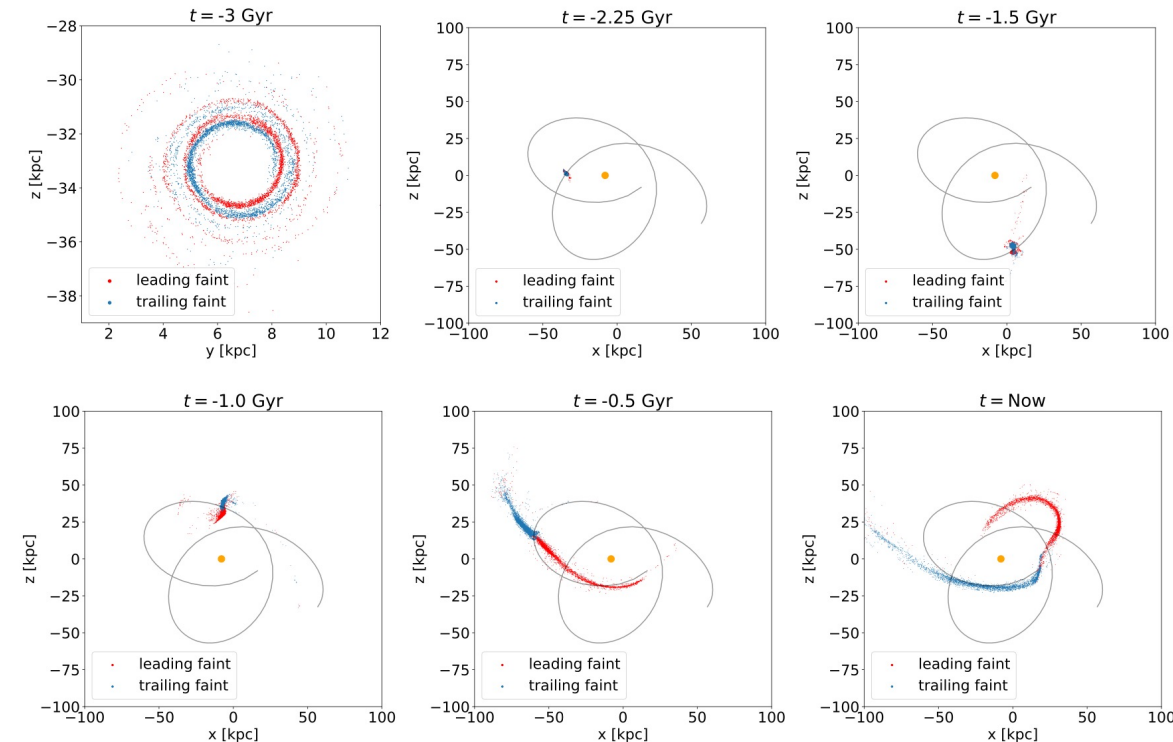 t = -3 Gyr
−28
−30
−32
−34
−36
−38
z [kpc]
leading faint
trailing faint
2 4 6 8 10 12
y [kpc]
t = -2.25 Gyr
100
75
50
25
0
−25
−50
−75
−100
z [kpc]
leading faint
trailing faint
−100 −50 0 50 100
x [kpc]
t = -1.5 Gyr
100
75
50
25
0
−25
−50
−75
−100
z [kpc]
leading faint
trailing faint
−100 −50 0 50 100
x [kpc]
t = -1.0 Gyr
100
75
50
25
0
−25
−50
−75
−100
z [kpc]
leading faint
trailing faint
−100 −50 0 50 100
x [kpc]
t = -0.5 Gyr
100
75
50
25
0
−25
−50
−75
−100
z [kpc]
leading faint
trailing faint
−100 −50 0 50 100
x [kpc]
t = Now
100
75
50
25
0
−25
−50
−75
−100
z [kpc]
leading faint
trailing faint
−100 −50 0 50 100
x [kpc]